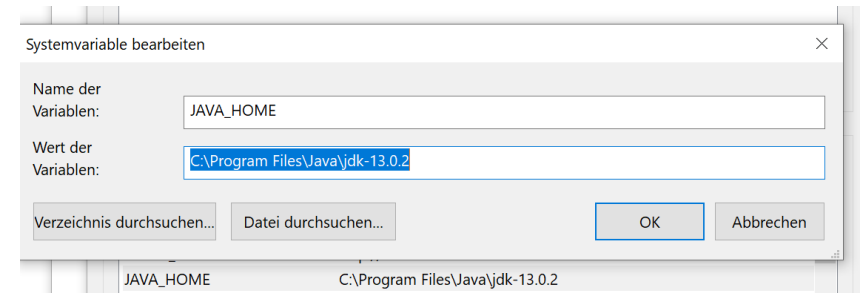 Systemvariable bearbeiten
Name der
Variablen:
JAVA_HOME
Wert der
Variablen:
C:\Program Files\Java\jdk-13.0.2
Verzeichnis durchsuchen... Datei durchsuchen... OK Abbrechen
JAVA_HOME C:\Program Files\Java\jdk-13.0.2